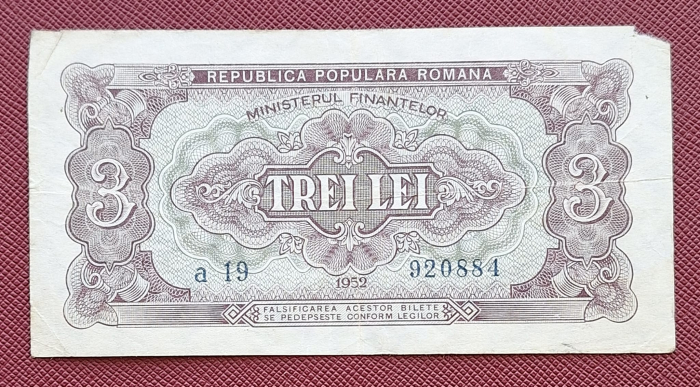 REPUBLICA POPULARA ROMANA
MINISTERUL FINANTELOR
3 TREI LEI 3
a 19 920884
1952
FALSIFICAREA ACESTOR BILETE
SE PEDEPSESTE CONFORM LEGILOR